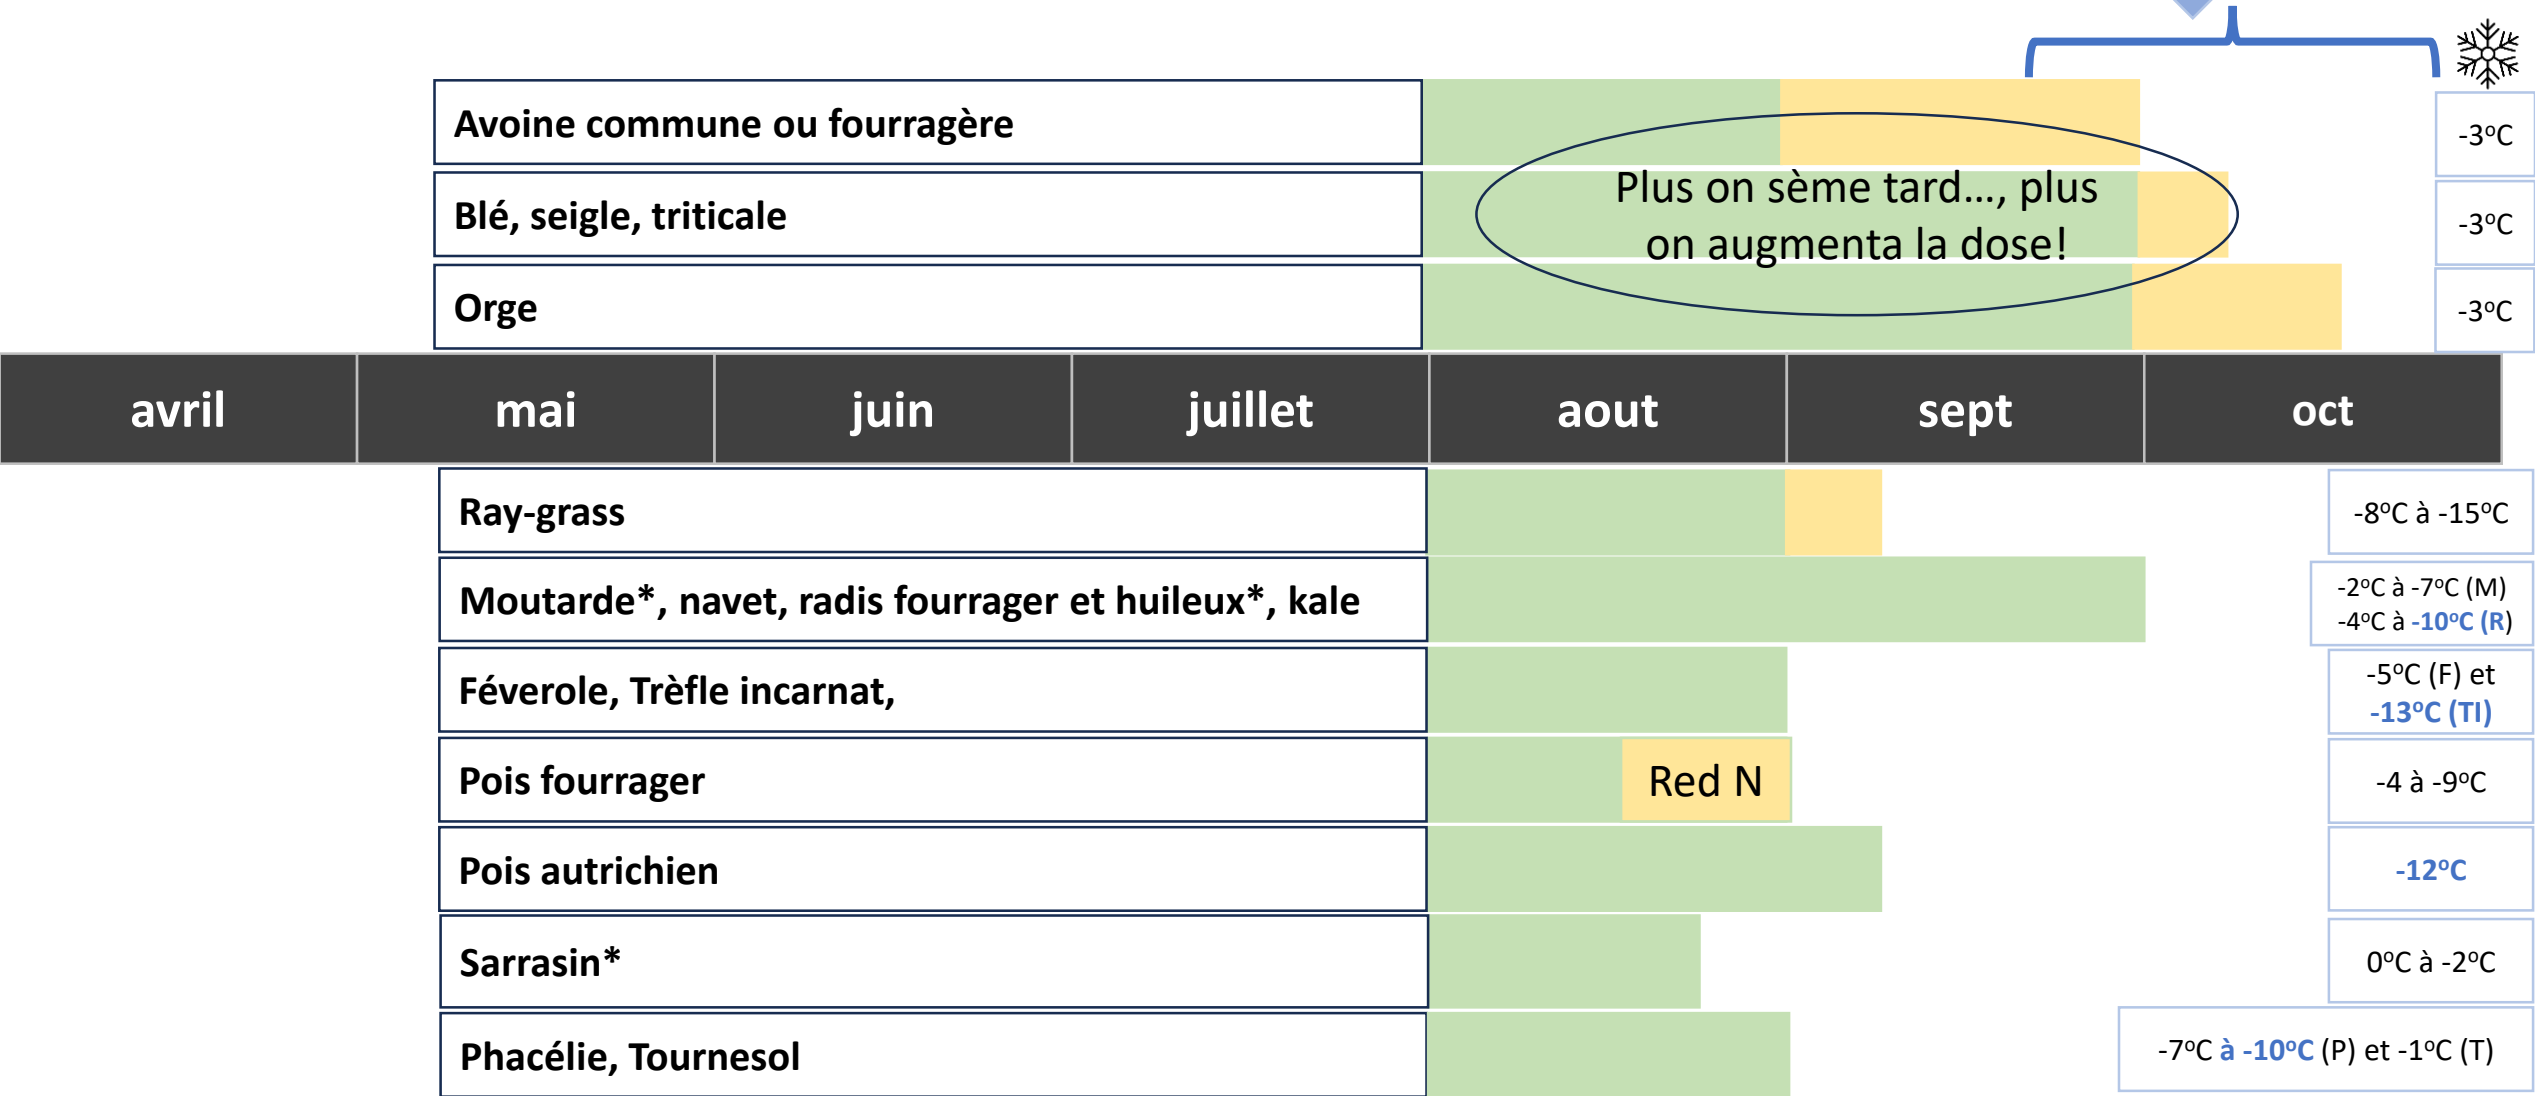 Avoine commune ou fourragère
-3°C
Plus on sème tard..., plus
on augmenta la dose!
Blé, seigle, triticale
-3°C
Orge
-3°C
avril mai juin juillet aout sept oct
Ray-grass
-8°C à -15°C
Moutarde*, navet, radis fourrager et huileux*, kale
-2°C à -7°C (M)
-4°C à -10°C (R)
Féverole, Trèfle incarnat,
-5°C (F) et
-13°C (TI)
Pois fourrager
Red N
-4 à -9°C
Pois autrichien
-12°C
Sarrasin*
0°C à -2°C
Phacélie, Tournesol
-7°C à -10°C (P) et -1°C (T)